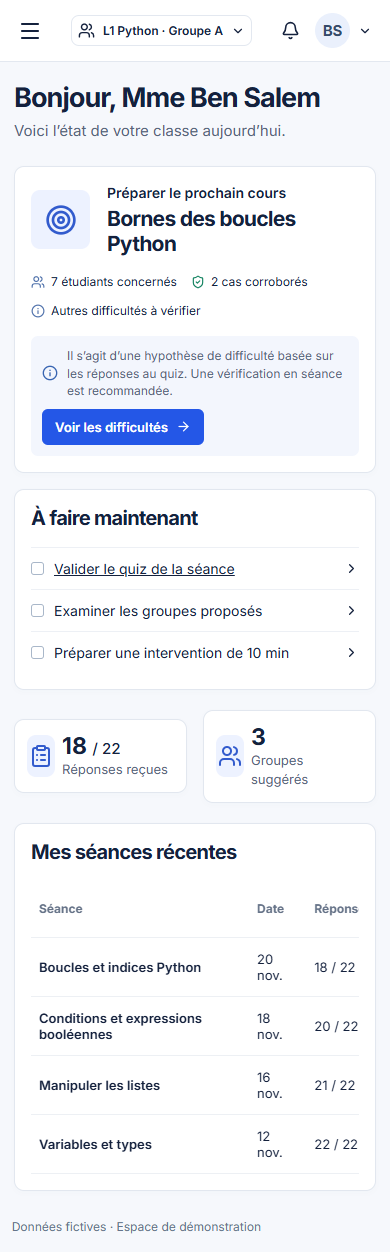 L1 Python · Groupe A
BS
Bonjour, Mme Ben Salem
Voici l’état de votre classe aujourd’hui.
Préparer le prochain cours
Bornes des boucles
Python
7 étudiants concernés
2 cas corroborés
Autres difficultés à vérifier
Il s’agit d’une hypothèse de difficulté basée sur
les réponses au quiz. Une vérification en séance
est recommandée.
Voir les difficultés
À faire maintenant
Valider le quiz de la séance
Examiner les groupes proposés
Préparer une intervention de 10 min
18 / 22
Réponses reçues
3
Groupes
suggérés
Mes séances récentes
Séance Date Répons
Boucles et indices Python 20 nov. 18 / 22
Conditions et expressions
booléennes 18 nov. 20 / 22
Manipuler les listes 16 nov. 21 / 22
Variables et types 12 nov. 22 / 22
Données fictives · Espace de démonstration